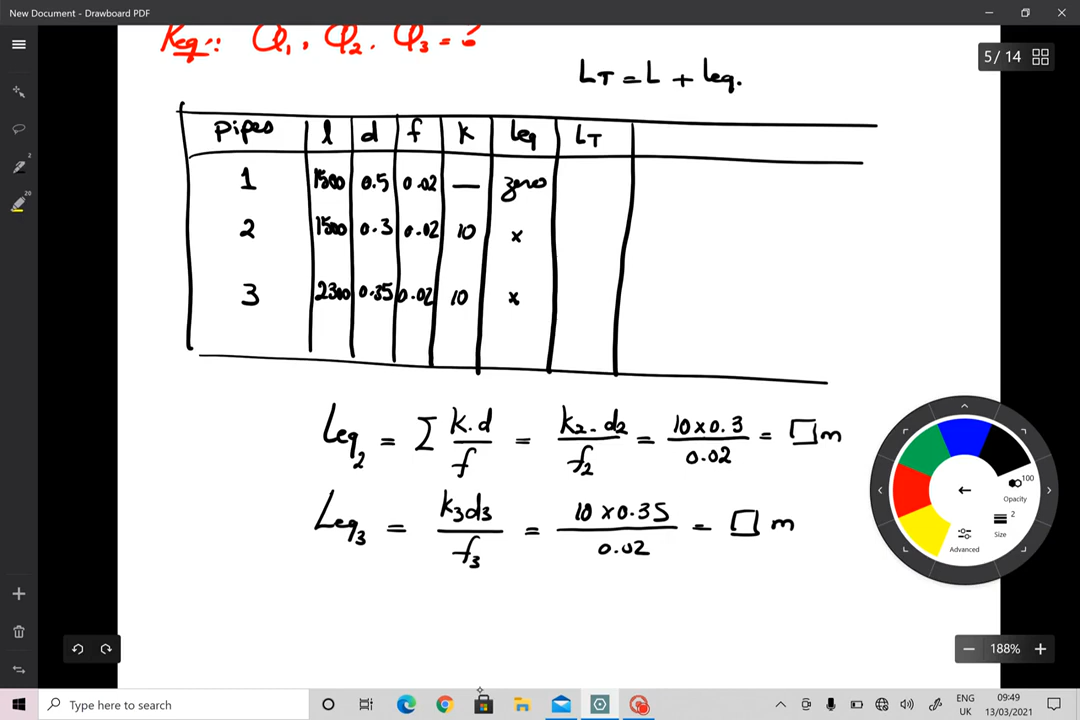 New Document - Drawboard PDF
Keq:: Q1, Q2, Q3 = ?
5 / 14
LT = L + Leq.
Pipes l d f K Leq LT
1 1500 0.5 0.02 — zero
2 1500 0.3 0.02 10 x
3 2300 0.35 0.02 10 x
Leq2 = Σ K.d/f = K2.d2/f2 = 10 x 0.3/0.02 = □ m
Leq3 = K3d3/f3 = 10 x 0.35/0.02 = □ m
2
20
100
Opacity
2
Size
Advanced
188%
Type here to search
ENG
UK
09:49
13/03/2021